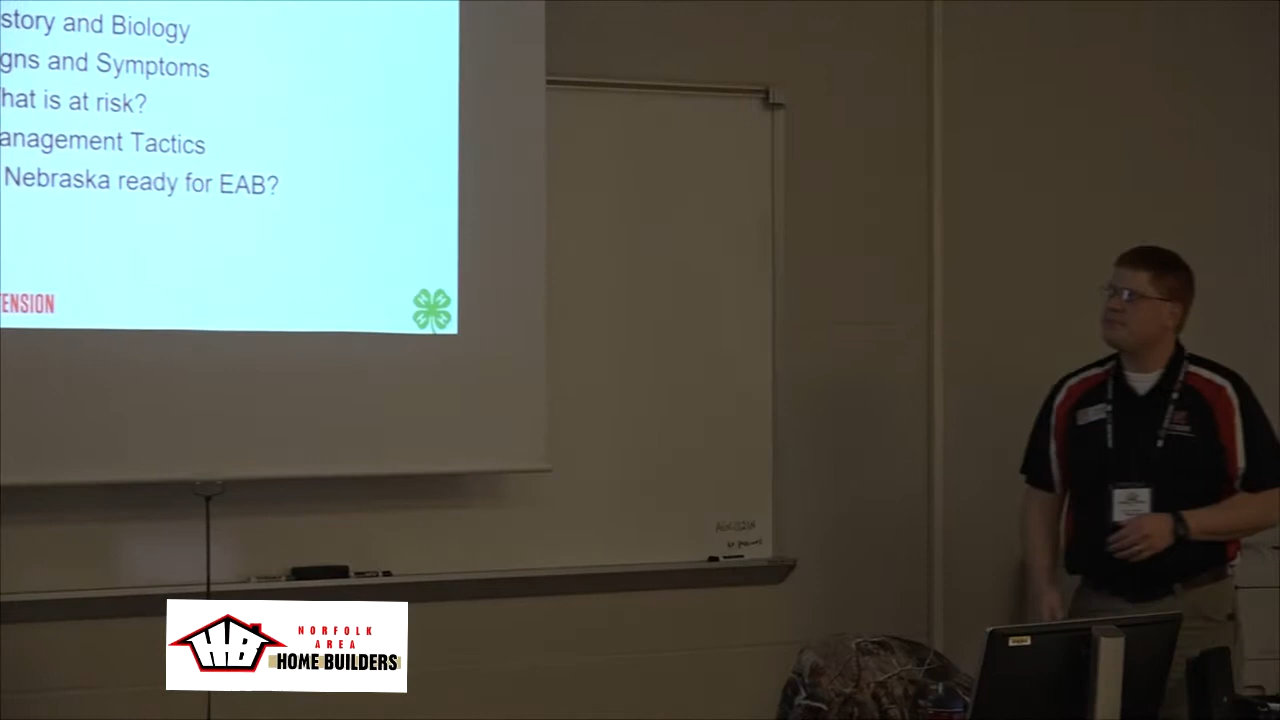 story and Biology
gns and Symptoms
hat is at risk?
anagement Tactics
Nebraska ready for EAB?
TENSION
H H H H
HB
NORFOLK
AREA
HOME BUILDERS